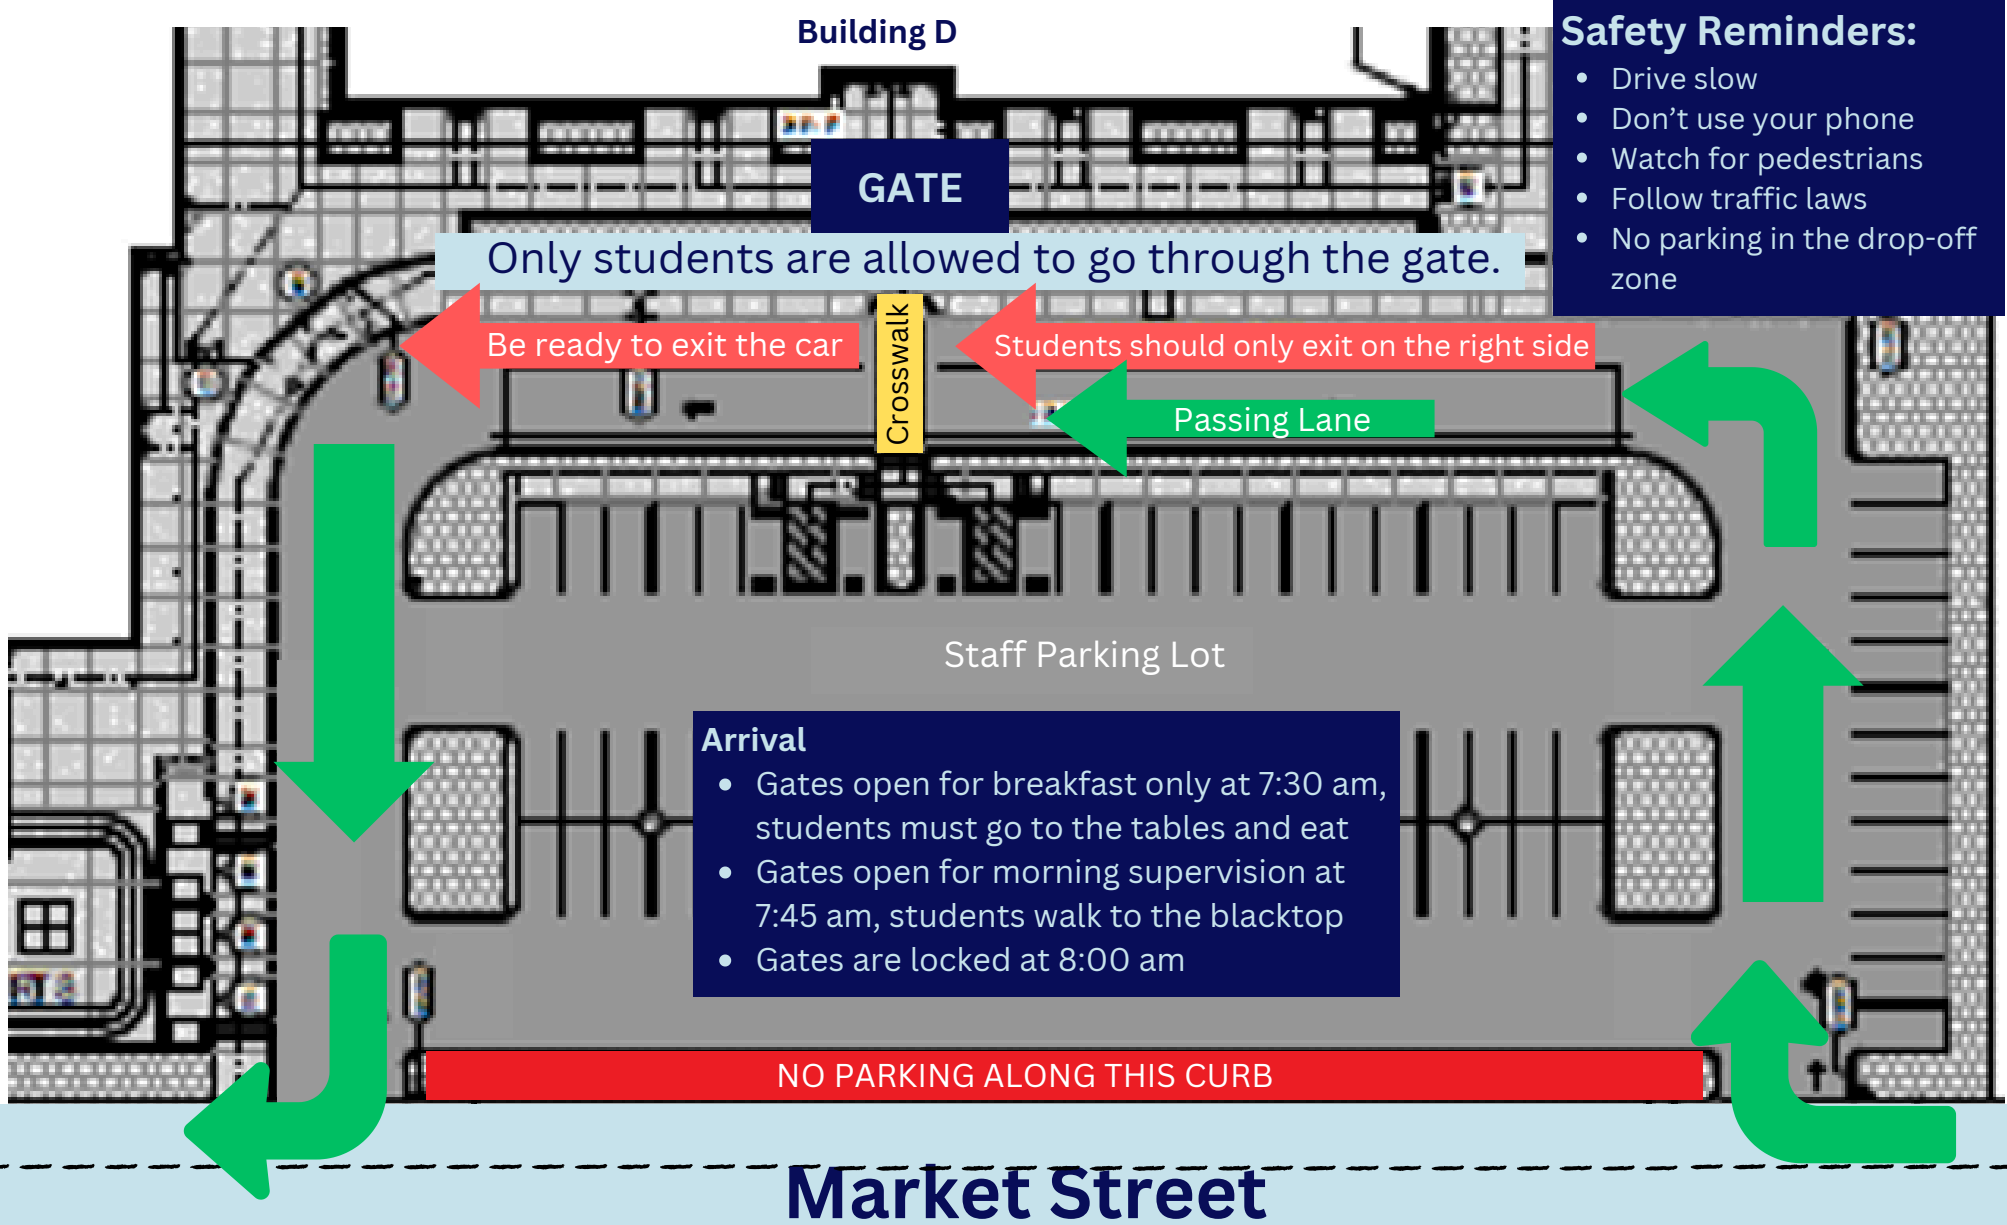 Building D
Safety Reminders:
• Drive slow
• Don't use your phone
• Watch for pedestrians
• Follow traffic laws
• No parking in the drop-off
zone
GATE
Only students are allowed to go through the gate.
Be ready to exit the car
Crosswalk
Students should only exit on the right side
Passing Lane
Staff Parking Lot
Arrival
• Gates open for breakfast only at 7:30 am,
students must go to the tables and eat
• Gates open for morning supervision at
7:45 am, students walk to the blacktop
• Gates are locked at 8:00 am
NO PARKING ALONG THIS CURB
Market Street